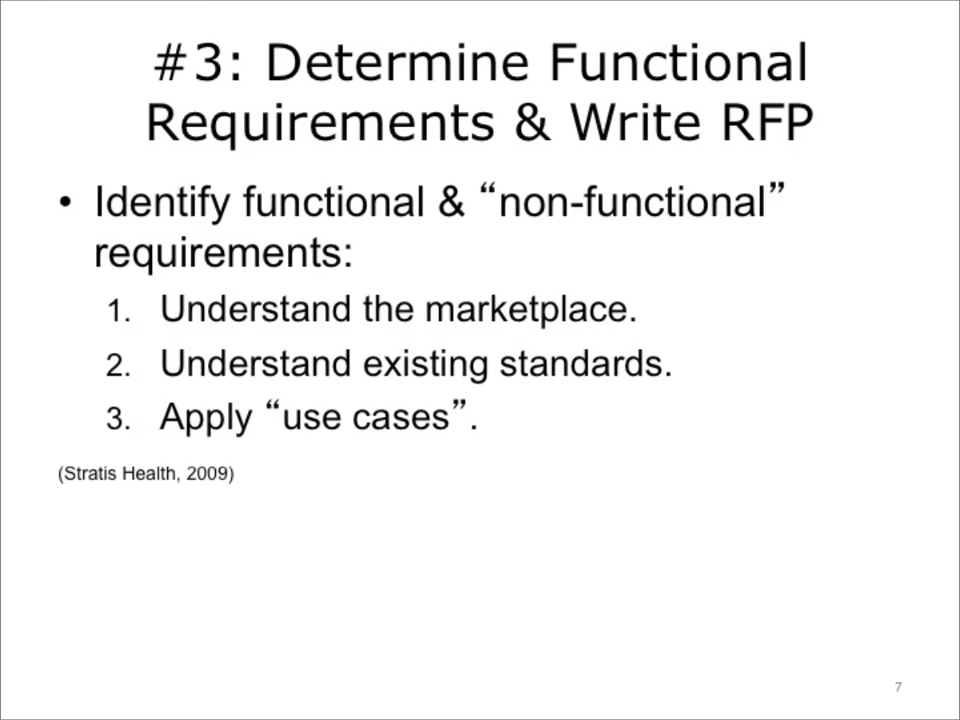 #3: Determine Functional
Requirements & Write RFP
• Identify functional & “non-functional”
requirements:
1. Understand the marketplace.
2. Understand existing standards.
3. Apply “use cases”.
(Stratis Health, 2009)
7